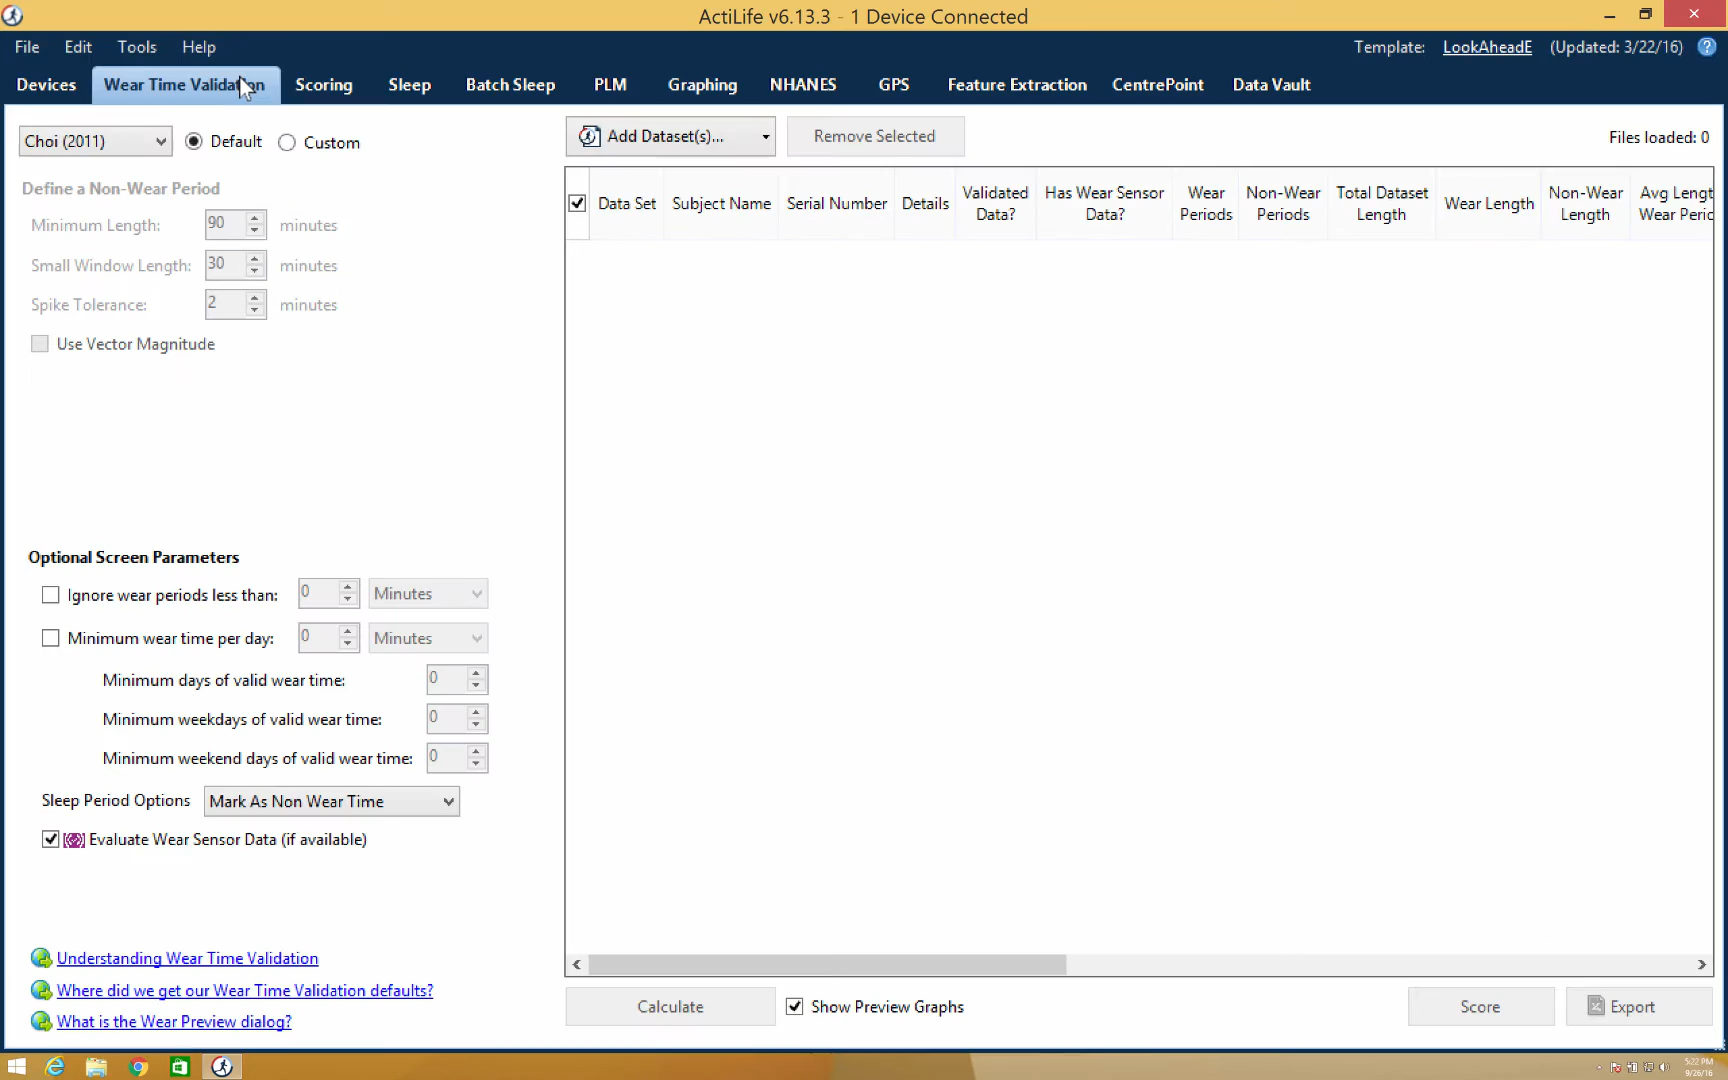 ActiLife v6.13.3 - 1 Device Connected
File Edit Tools Help Template: LookAheadE (Updated: 3/22/16)
Devices Wear Time Validation Scoring Sleep Batch Sleep PLM Graphing NHANES GPS Feature Extraction CentrePoint Data Vault
Choi (2011) Default Custom Add Dataset(s)... Remove Selected Files loaded: 0
Define a Non-Wear Period
Data Set Subject Name Serial Number Details Validated Data? Has Wear Sensor Data? Wear Periods Non-Wear Periods Total Dataset Length Wear Length Non-Wear Length Avg Lengt Wear Peric
Minimum Length: 90 minutes
Small Window Length: 30 minutes
Spike Tolerance: 2 minutes
Use Vector Magnitude
Optional Screen Parameters
Ignore wear periods less than: 0 Minutes
Minimum wear time per day: 0 Minutes
Minimum days of valid wear time: 0
Minimum weekdays of valid wear time: 0
Minimum weekend days of valid wear time: 0
Sleep Period Options Mark As Non Wear Time
Evaluate Wear Sensor Data (if available)
Understanding Wear Time Validation
Where did we get our Wear Time Validation defaults?
What is the Wear Preview dialog?
Calculate Show Preview Graphs Score Export
5:22 PM
9/26/16